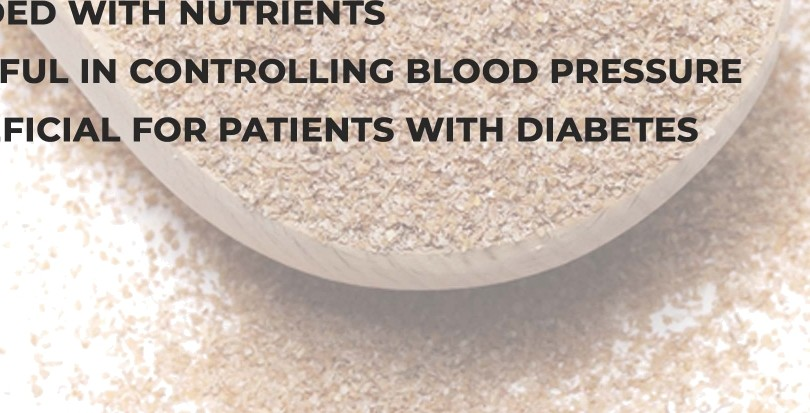 DED WITH NUTRIENTS
FUL IN CONTROLLING BLOOD PRESSURE
FICIAL FOR PATIENTS WITH DIABETES